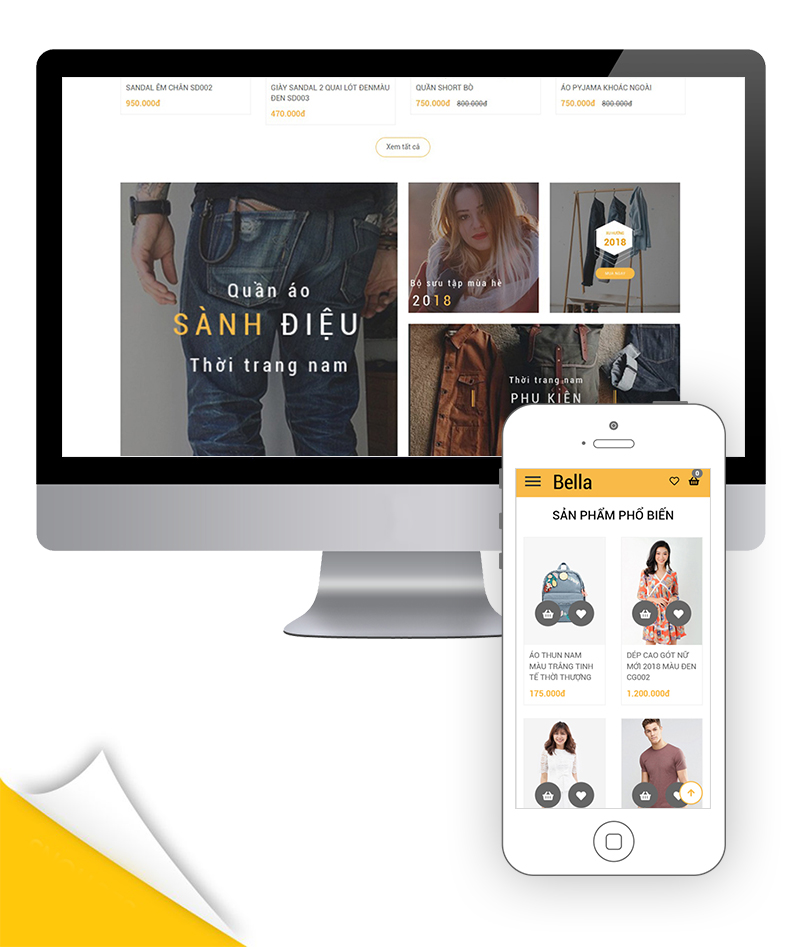 SANDAL ÊM CHÂN SD002
950.000đ
GIÀY SANDAL 2 QUAI LÓT ĐENMÀU
ĐEN SD003
470.000đ
QUẦN SHORT BÒ
750.000đ 800.000đ
ÁO PYJAMA KHOÁC NGOÀI
750.000đ 800.000đ
Xem tất cả
Quần áo
SÀNH ĐIỆU
Thời trang nam
Bộ sưu tập mùa hè
2018
2018
Thời trang nam
PHỤ KIỆN
Bella
0
SẢN PHẨM PHỔ BIẾN
ÁO THUN NAM
MÀU TRẮNG TINH
TẾ THỜI THƯỢNG
175.000đ
DÉP CAO GÓT NỮ
MỚI 2018 MÀU ĐEN
CG002
1.200.000đ